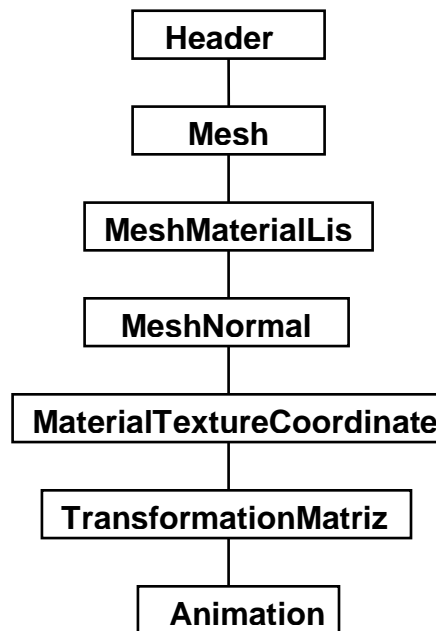 Header
Mesh
MeshMaterialLis
MeshNormal
MaterialTextureCoordinate
TransformationMatriz
Animation